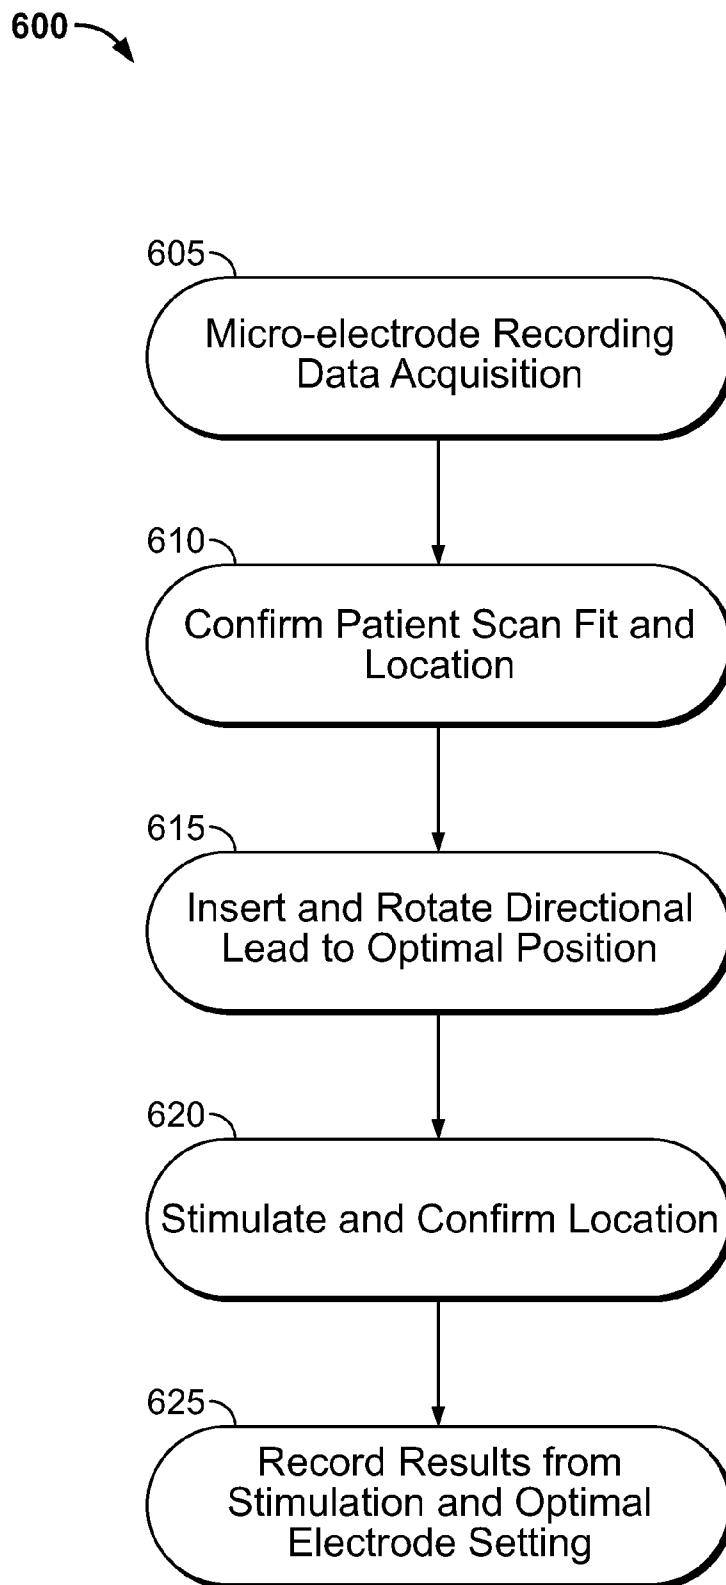 600
605
Micro-electrode Recording
Data Acquisition
610
Confirm Patient Scan Fit and
Location
615
Insert and Rotate Directional
Lead to Optimal Position
620
Stimulate and Confirm Location
625
Record Results from
Stimulation and Optimal
Electrode Setting